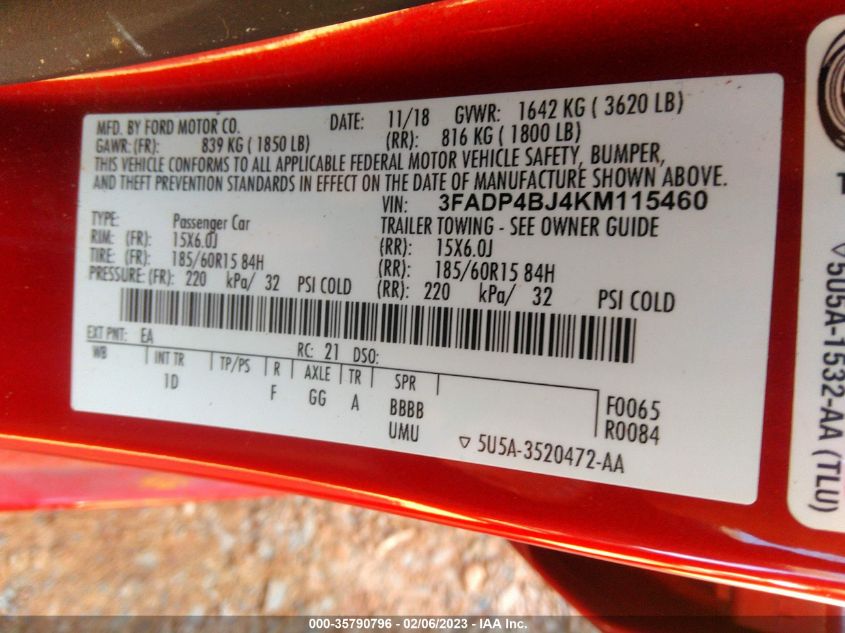 MFD. BY FORD MOTOR CO. DATE: 11/18 GVWR: 1642 KG ( 3620 LB)
GAWR: (FR): 839 KG ( 1850 LB) (RR): 816 KG ( 1800 LB)
THIS VEHICLE CONFORMS TO ALL APPLICABLE FEDERAL MOTOR VEHICLE SAFETY, BUMPER,
AND THEFT PREVENTION STANDARDS IN EFFECT ON THE DATE OF MANUFACTURE SHOWN ABOVE.
VIN: 3FADP4BJ4KM115460
TYPE: Passenger Car TRAILER TOWING - SEE OWNER GUIDE
RIM: (FR): 15X6.0J (RR): 15X6.0J
TIRE: (FR): 185/60R15 84H (RR): 185/60R15 84H
PRESSURE: (FR): 220 kPa/ 32 PSI COLD (RR): 220 kPa/ 32 PSI COLD
EXT PNT: EA RC: 21 DSO:
WB INT TR TP/PS R AXLE TR SPR
1D F GG A BBBB F0065
UMU R0084
▽ 5U5A-3520472-AA
▽5U5A-1532-AA (TLU)
000-35790796 - 02/06/2023 - IAA Inc.